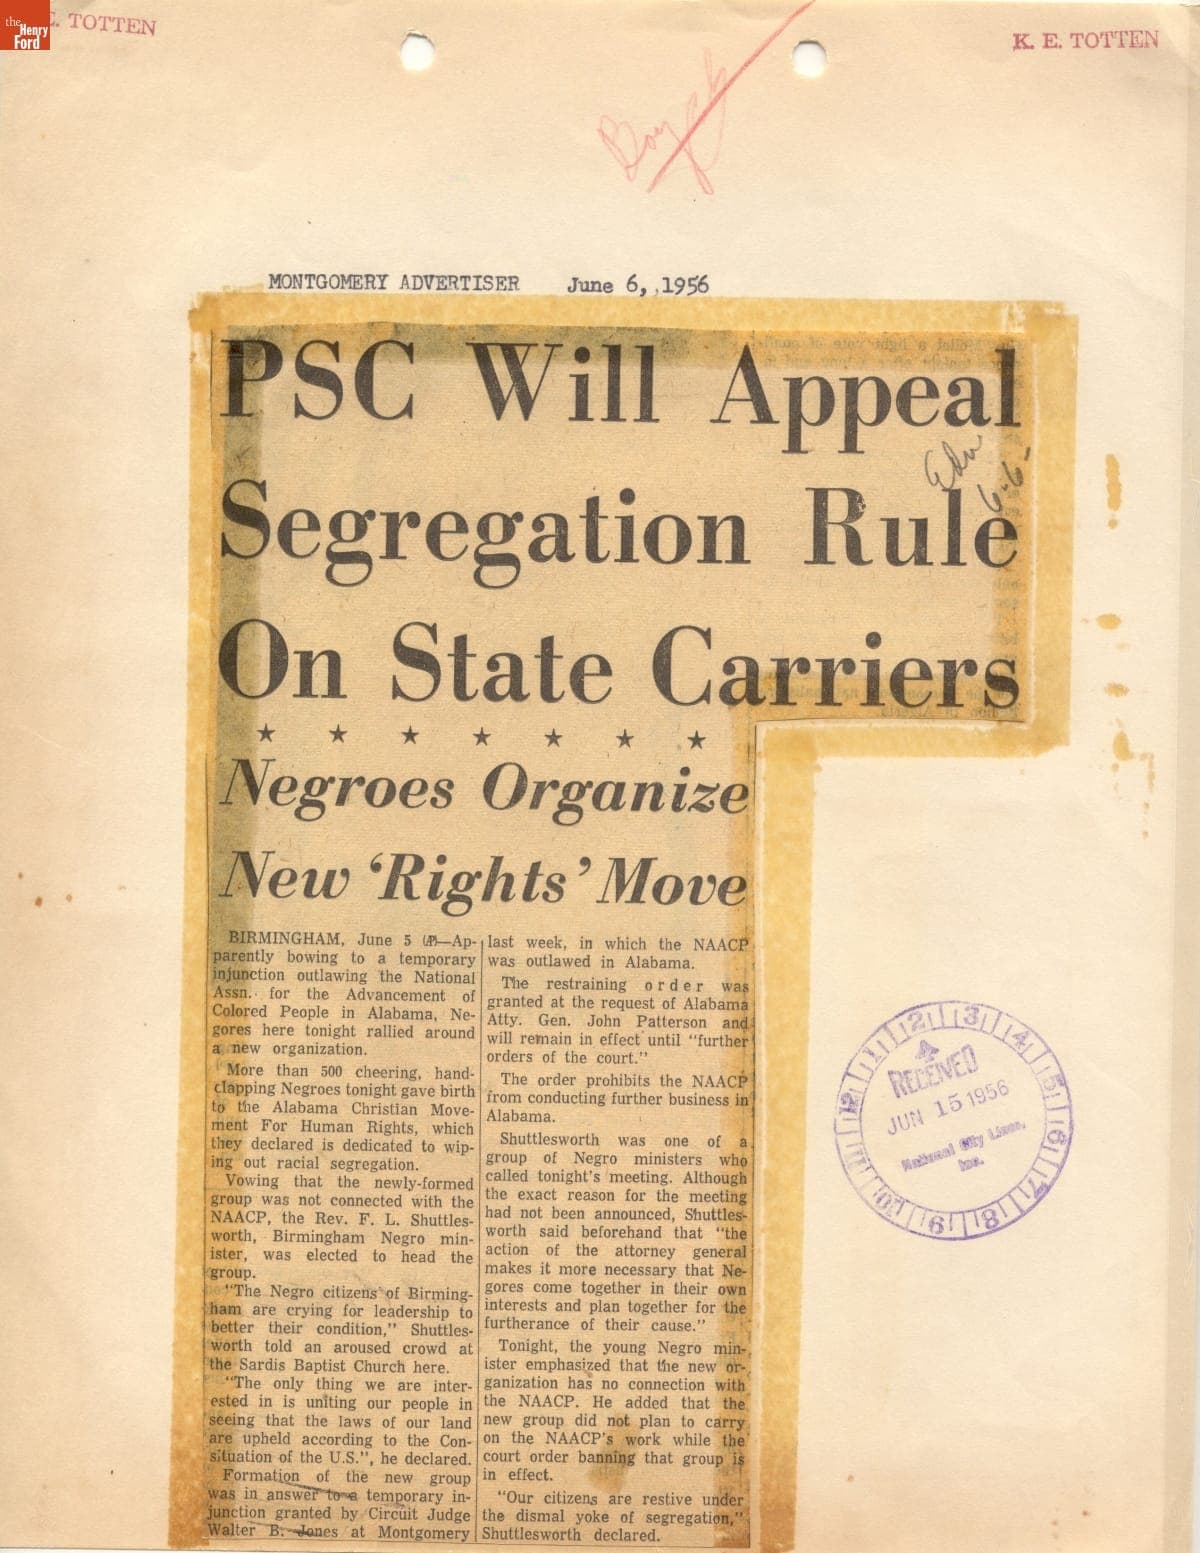 the
Henry
Ford
E. TOTTEN
K. E. TOTTEN
MONTGOMERY ADVERTISER June 6, 1956
PSC Will Appeal
Segregation Rule
On State Carriers
6-6-
★ ★ ★ ★ ★ ★ ★
Negroes Organize
New ‘Rights’ Move
BIRMINGHAM, June 5 (AP)—Ap-
parently bowing to a temporary
injunction outlawing the National
Assn. for the Advancement of
Colored People in Alabama, Ne-
gores here tonight rallied around
a new organization.
More than 500 cheering, hand-
clapping Negroes tonight gave birth
to the Alabama Christian Move-
ment For Human Rights, which
they declared is dedicated to wip-
ing out racial segregation.
Vowing that the newly-formed
group was not connected with the
NAACP, the Rev. F. L. Shuttles-
worth, Birmingham Negro min-
ister, was elected to head the
group.
"The Negro citizens of Birming-
ham are crying for leadership to
better their condition," Shuttles-
worth told an aroused crowd at
the Sardis Baptist Church here.
"The only thing we are inter-
ested in is uniting our people in
seeing that the laws of our land
are upheld according to the Con-
situation of the U.S.", he declared.
Formation of the new group
was in answer to a temporary in-
junction granted by Circuit Judge
Walter B. Jones at Montgomery
last week, in which the NAACP
was outlawed in Alabama.
The restraining order was
granted at the request of Alabama
Atty. Gen. John Patterson and
will remain in effect until "further
orders of the court."
The order prohibits the NAACP
from conducting further business in
Alabama.
Shuttlesworth was one of a
group of Negro ministers who
called tonight's meeting. Although
the exact reason for the meeting
had not been announced, Shuttles-
worth said beforehand that "the
action of the attorney general
makes it more necessary that Ne-
gores come together in their own
interests and plan together for the
furtherance of their cause."
Tonight, the young Negro min-
ister emphasized that the new or-
ganization has no connection with
the NAACP. He added that the
new group did not plan to carry
on the NAACP's work while the
court order banning that group is
in effect.
"Our citizens are restive under
the dismal yoke of segregation,"
Shuttlesworth declared.
12 1 2 3 4 5 6 7 8 9 10 11
RECEIVED
JUN 15 1956
National City Lines,
Inc.